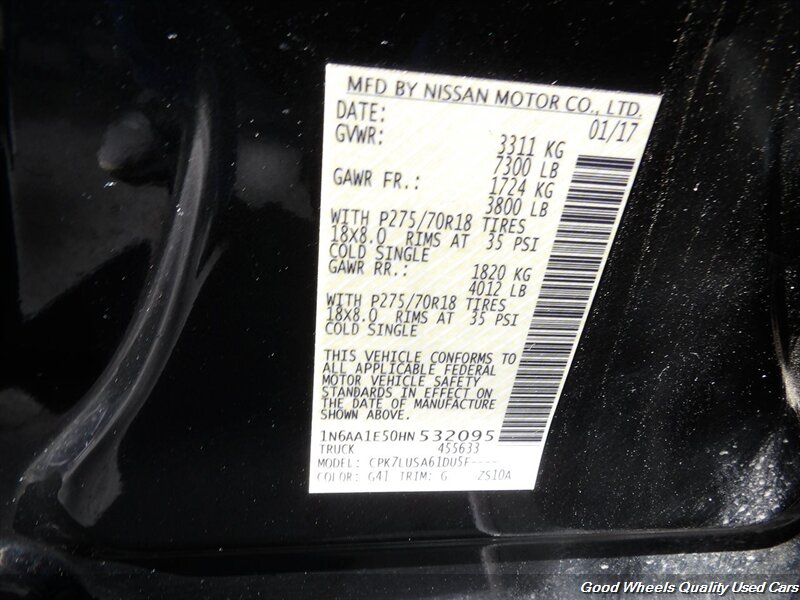 MFD BY NISSAN MOTOR CO., LTD.
DATE: 01/17
GVWR: 3311 KG
7300 LB
GAWR FR.: 1724 KG
3800 LB
WITH P275/70R18 TIRES
18X8.0 RIMS AT 35 PSI
COLD SINGLE
GAWR RR.: 1820 KG
4012 LB
WITH P275/70R18 TIRES
18X8.0 RIMS AT 35 PSI
COLD SINGLE
THIS VEHICLE CONFORMS TO
ALL APPLICABLE FEDERAL
MOTOR VEHICLE SAFETY
STANDARDS IN EFFECT ON
THE DATE OF MANUFACTURE
SHOWN ABOVE.
1N6AA1E50HN532095
TRUCK 455633
MODEL: CPK7LUSA61DUSF----
COLOR: G41 TRIM: G ZS10A
Good Wheels Quality Used Cars